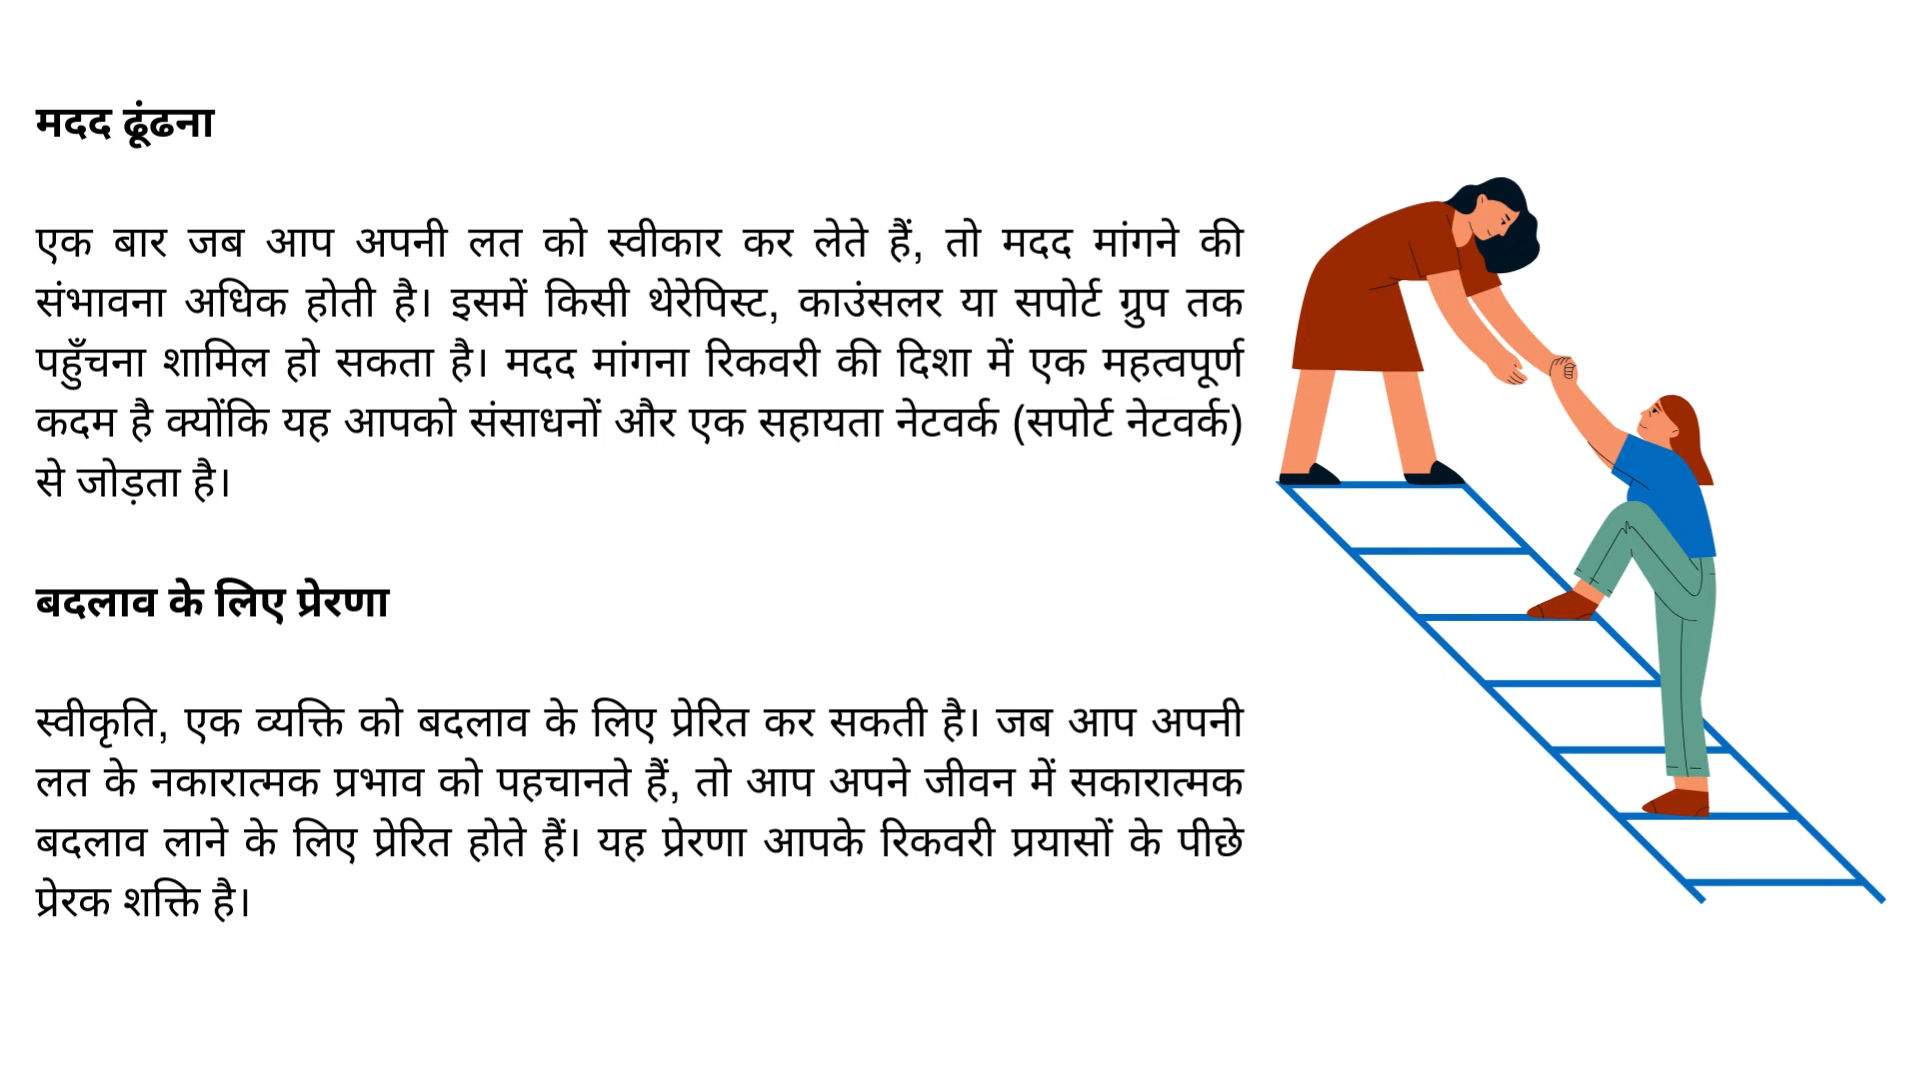 मदद ढूंढना
एक बार जब आप अपनी लत को स्वीकार कर लेते हैं, तो मदद मांगने की
संभावना अधिक होती है। इसमें किसी थेरेपिस्ट, काउंसलर या सपोर्ट ग्रुप तक
पहुँचना शामिल हो सकता है। मदद मांगना रिकवरी की दिशा में एक महत्वपूर्ण
कदम है क्योंकि यह आपको संसाधनों और एक सहायता नेटवर्क (सपोर्ट नेटवर्क)
से जोड़ता है।
बदलाव के लिए प्रेरणा
स्वीकृति, एक व्यक्ति को बदलाव के लिए प्रेरित कर सकती है। जब आप अपनी
लत के नकारात्मक प्रभाव को पहचानते हैं, तो आप अपने जीवन में सकारात्मक
बदलाव लाने के लिए प्रेरित होते हैं। यह प्रेरणा आपके रिकवरी प्रयासों के पीछे
प्रेरक शक्ति है।